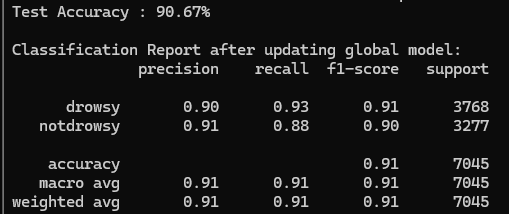 Test Accuracy : 90.67%
Classification Report after updating global model:
precision recall f1-score support
drowsy 0.90 0.93 0.91 3768
notdrowsy 0.91 0.88 0.90 3277
accuracy 0.91 7045
macro avg 0.91 0.91 0.91 7045
weighted avg 0.91 0.91 0.91 7045